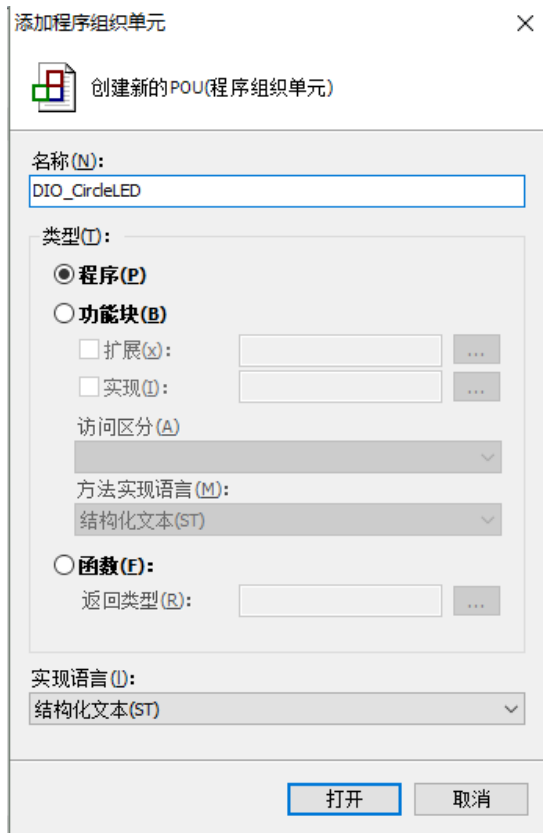 添加程序组织单元
创建新的POU(程序组织单元)
名称(N):
DIO_CircleLED
类型(T):
程序(P)
功能块(B)
扩展(x):
...
实现(I):
...
访问区分(A)
方法实现语言(M):
结构化文本(ST)
函数(F):
返回类型(R):
...
实现语言(I):
结构化文本(ST)
打开 取消